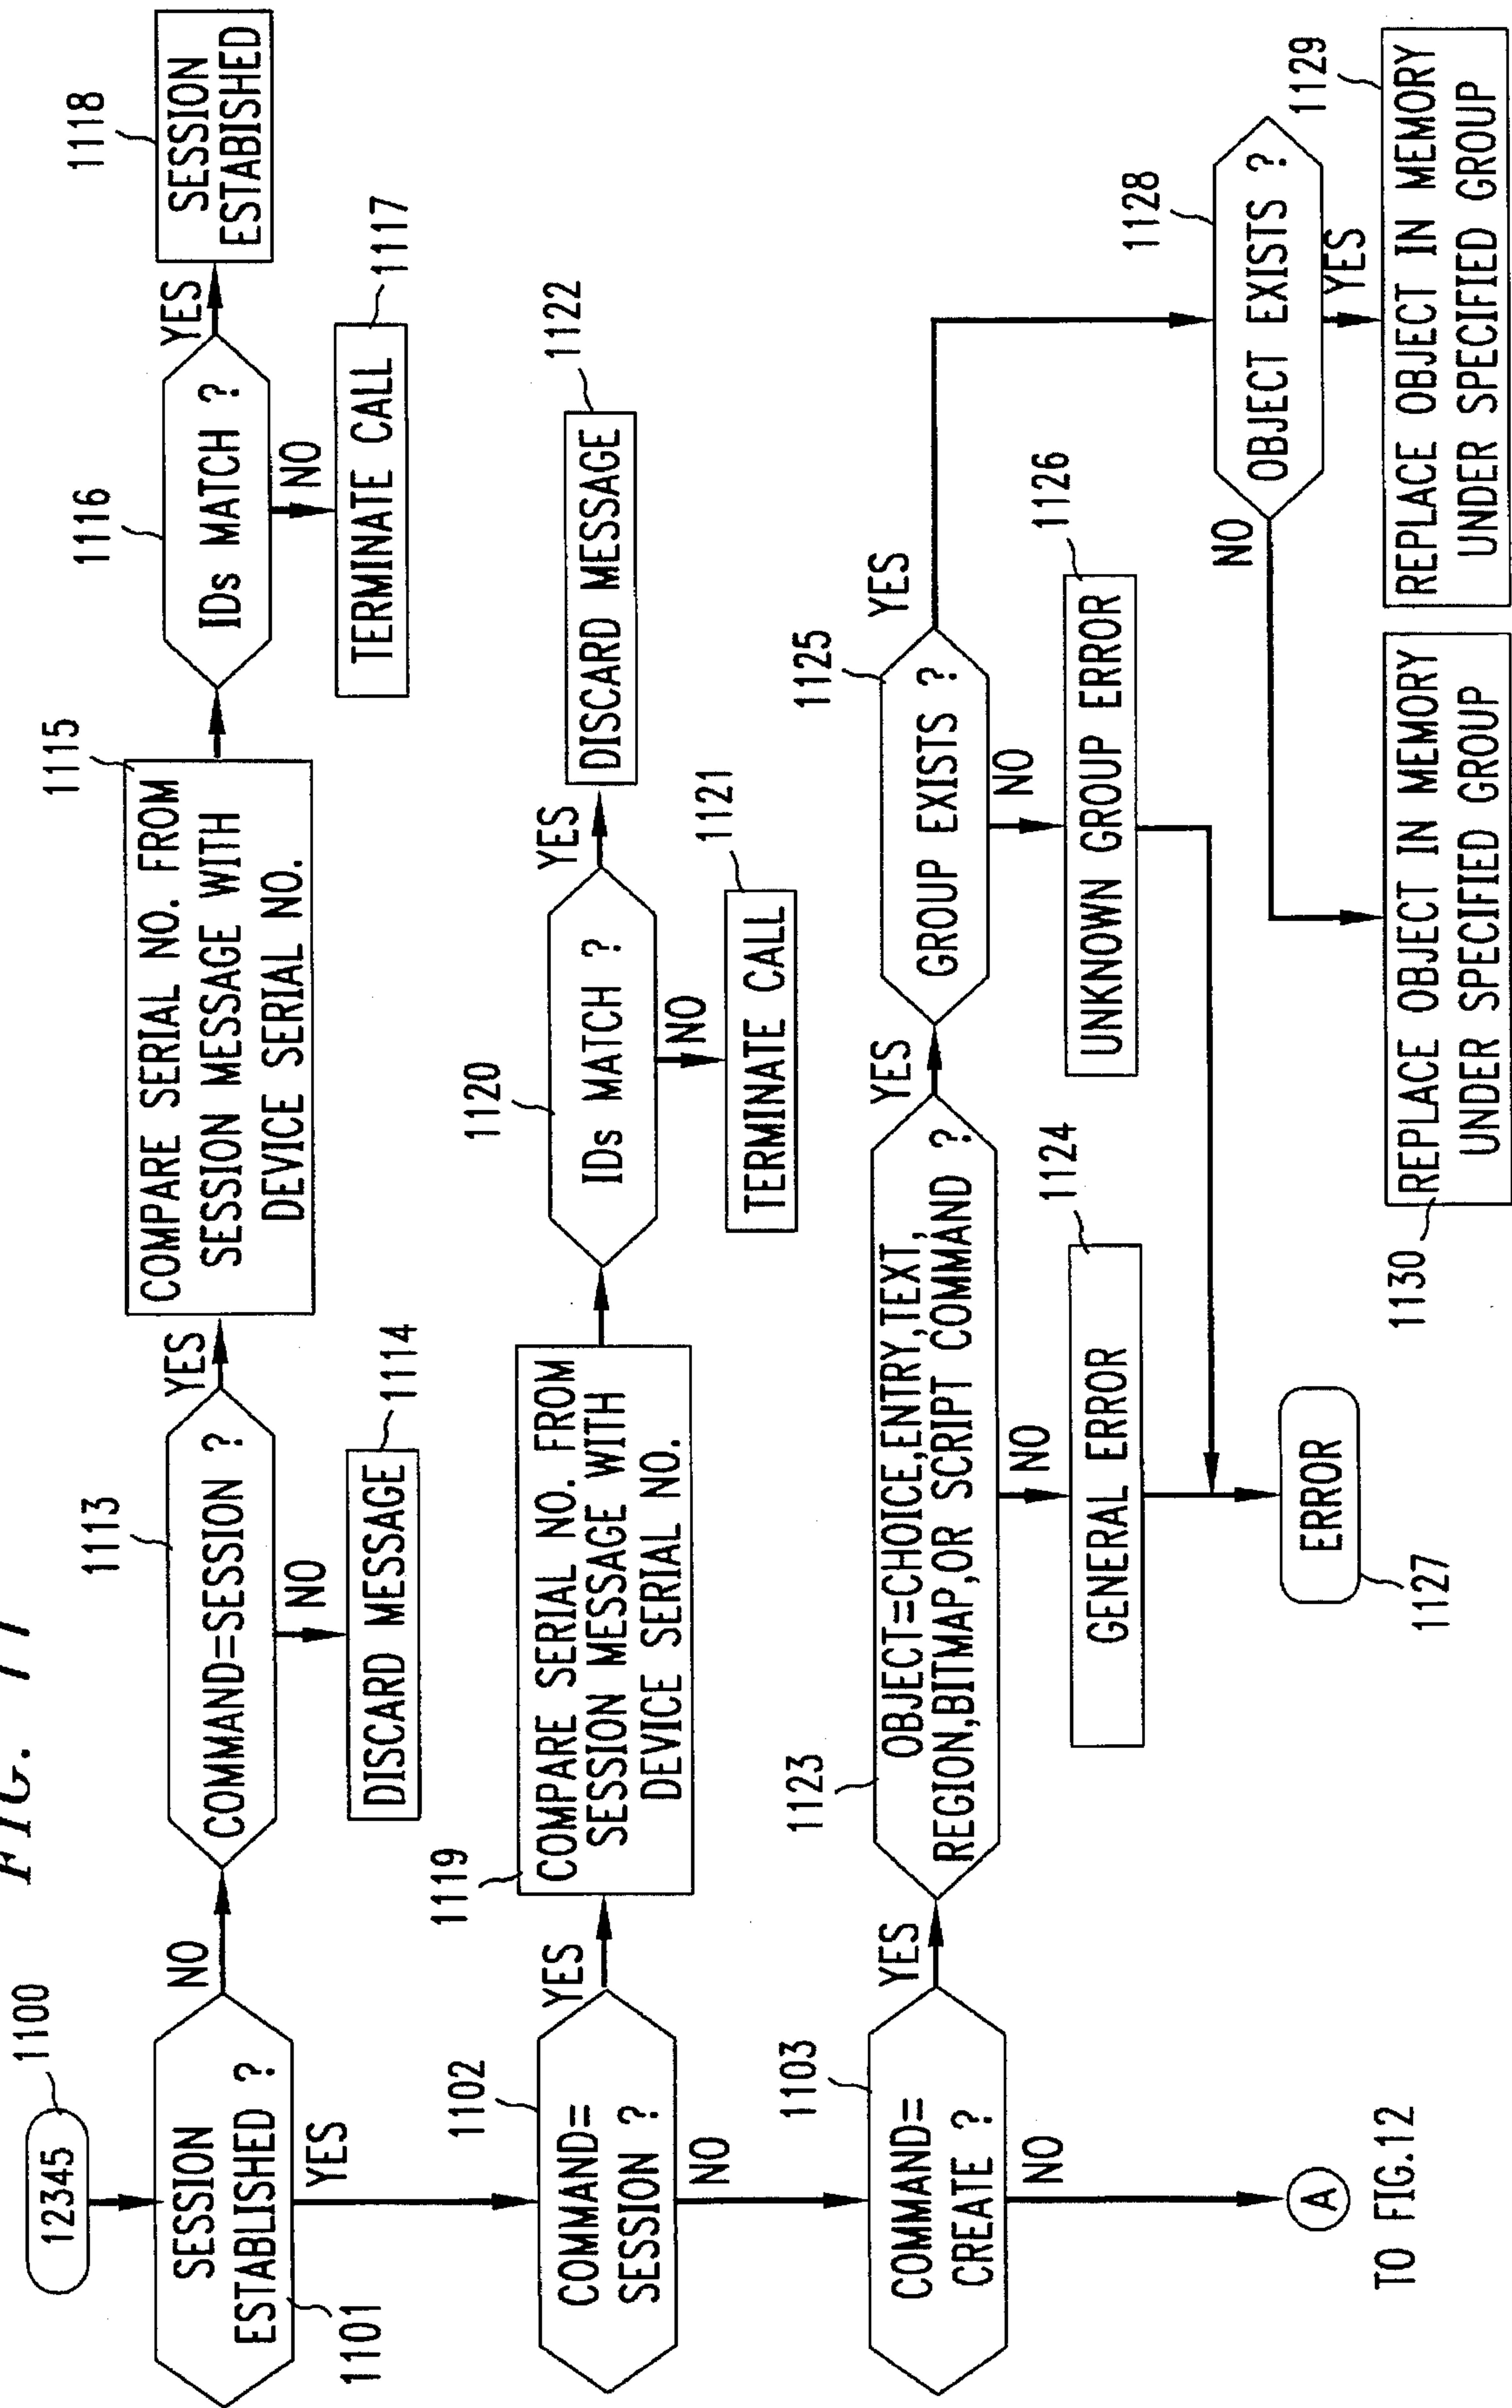 FIG. 11
1100
12345
SESSION
ESTABLISHED ?
1101
NO
YES
COMMAND=SESSION ?
1113
YES
NO
DISCARD MESSAGE
1114
COMPARE SERIAL NO. FROM
SESSION MESSAGE WITH
DEVICE SERIAL NO.
1115
IDs MATCH ?
1116
YES
NO
TERMINATE CALL
1117
SESSION
ESTABISHED
1118
COMMAND=
SESSION ?
1102
YES
NO
COMPARE SERIAL NO. FROM
SESSION MESSAGE WITH
DEVICE SERIAL NO.
1119
IDs MATCH ?
1120
YES
NO
TERMINATE CALL
1121
DISCARD MESSAGE
1122
COMMAND=
CREATE ?
1103
YES
NO
OBJECT=CHOICE,ENTRY,TEXT,
REGION,BITMAP,OR SCRIPT COMMAND ?
1123
YES
NO
GENERAL ERROR
1124
GROUP EXISTS ?
1125
YES
NO
UNKNOWN GROUP ERROR
1126
ERROR
1127
OBJECT EXISTS ?
1128
NO
YES
REPLACE OBJECT IN MEMORY
UNDER SPECIFIED GROUP
1130
REPLACE OBJECT IN MEMORY
UNDER SPECIFIED GROUP
1129
A
TO FIG.12